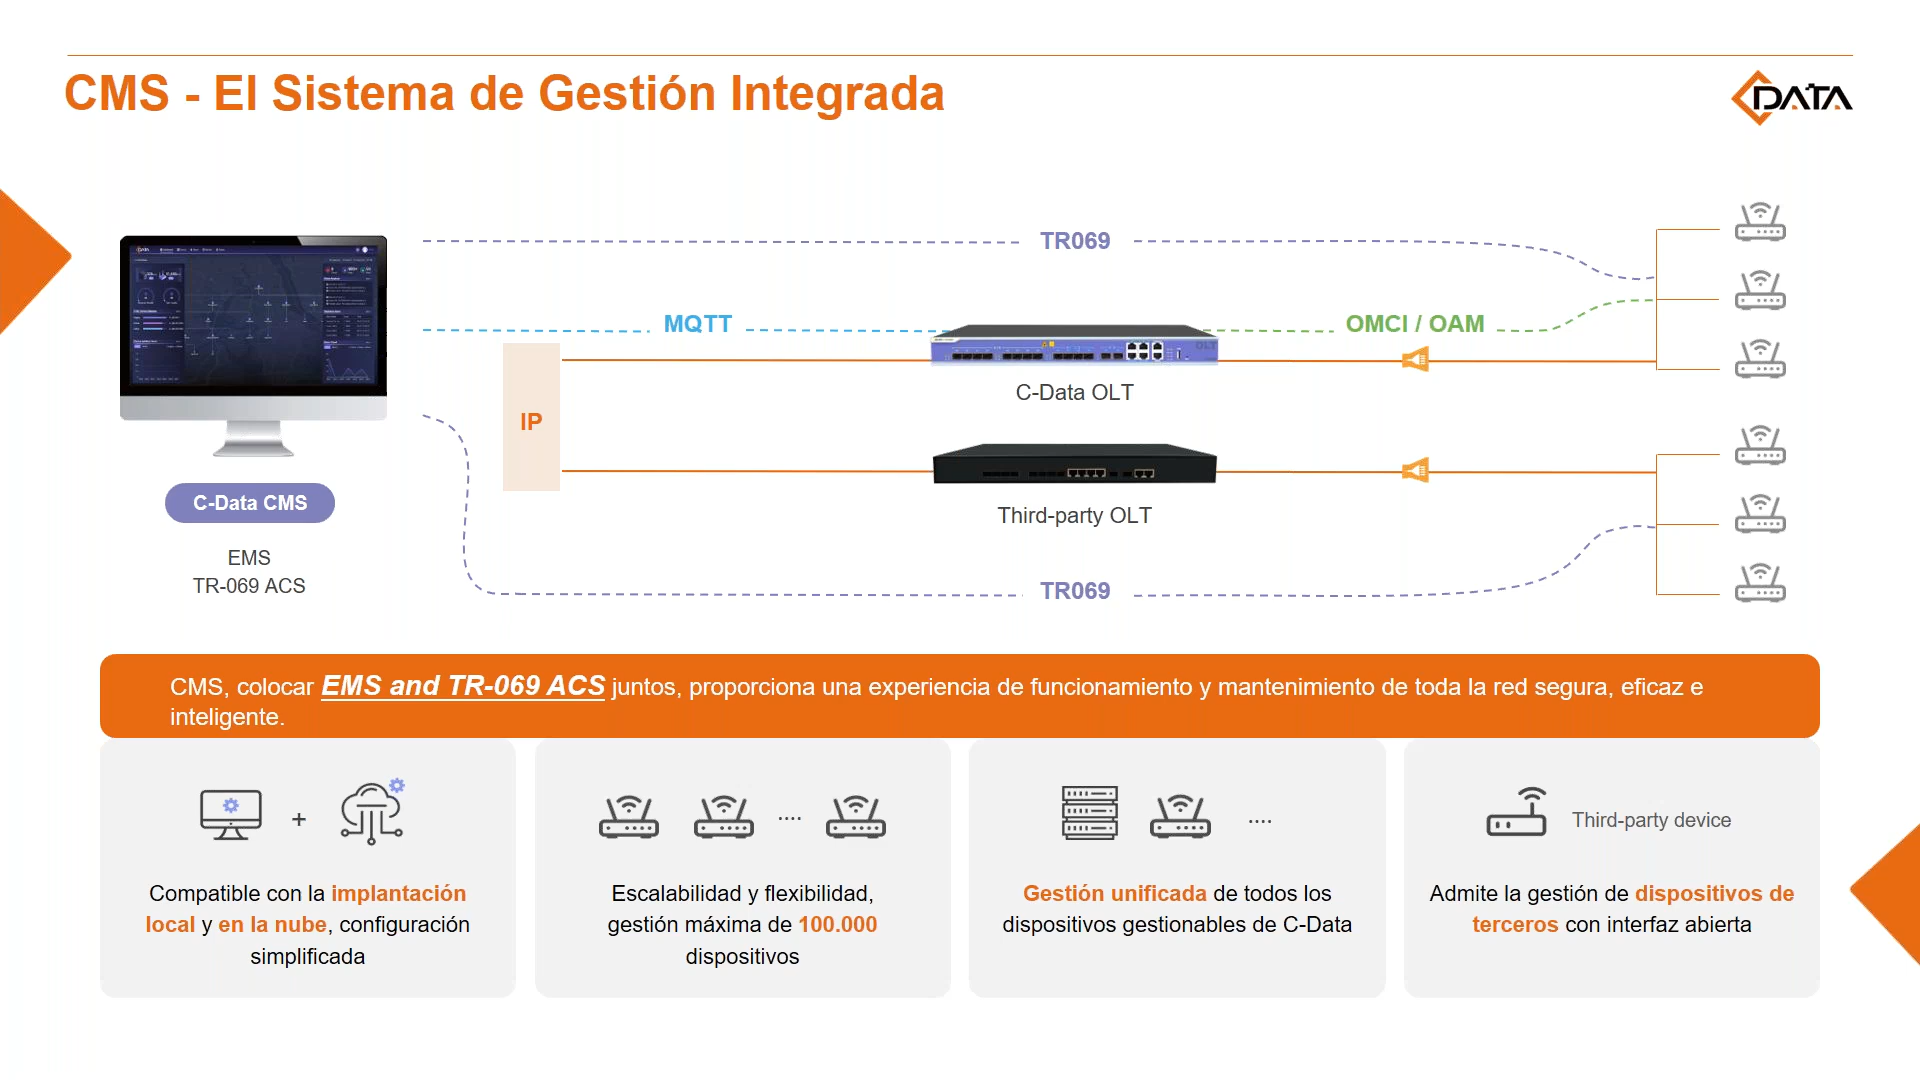 CMS - El Sistema de Gestión Integrada
DATA
TR069
MQTT
OMCI / OAM
OLT
C-Data OLT
IP
Third-party OLT
C-Data CMS
EMS
TR-069 ACS
TR069
CMS, colocar EMS and TR-069 ACS juntos, proporciona una experiencia de funcionamiento y mantenimiento de toda la red segura, eficaz e
inteligente.
+
....
....
Third-party device
Compatible con la implantación
local y en la nube, configuración
simplificada
Escalabilidad y flexibilidad,
gestión máxima de 100.000
dispositivos
Gestión unificada de todos los
dispositivos gestionables de C-Data
Admite la gestión de dispositivos de
terceros con interfaz abierta